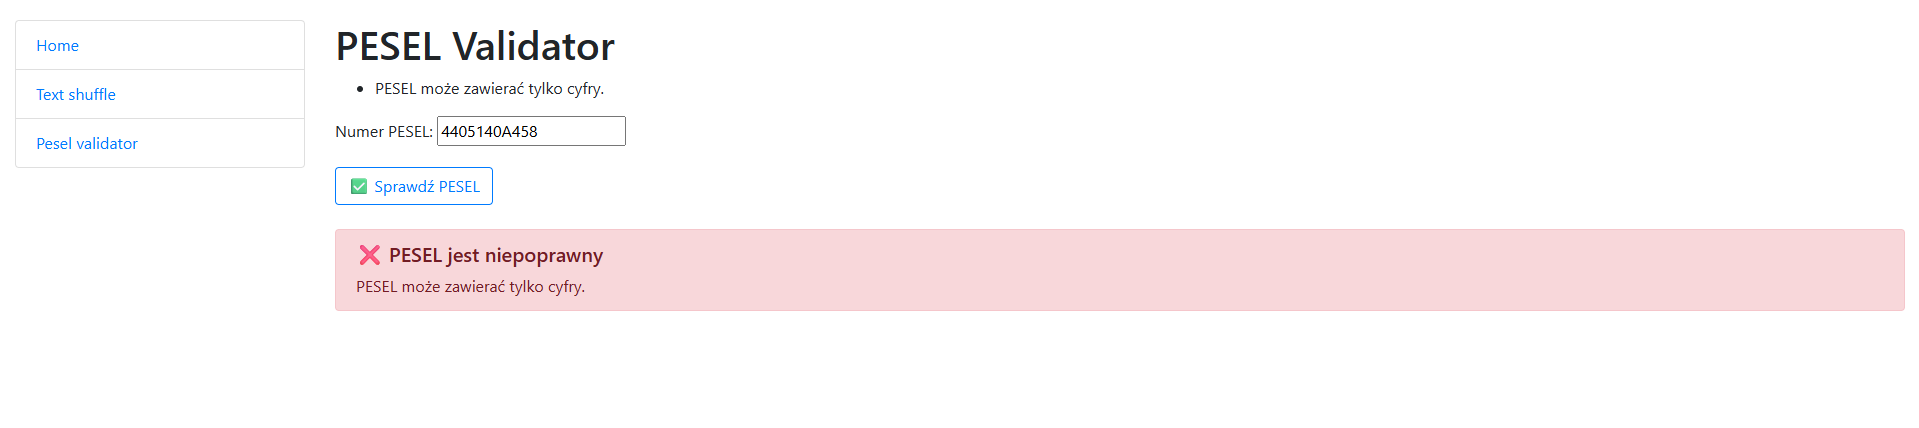 Home
Text shuffle
Pesel validator
PESEL Validator
PESEL może zawierać tylko cyfry.
Numer PESEL: 4405140A458
✅ Sprawdź PESEL
❌ PESEL jest niepoprawny
PESEL może zawierać tylko cyfry.